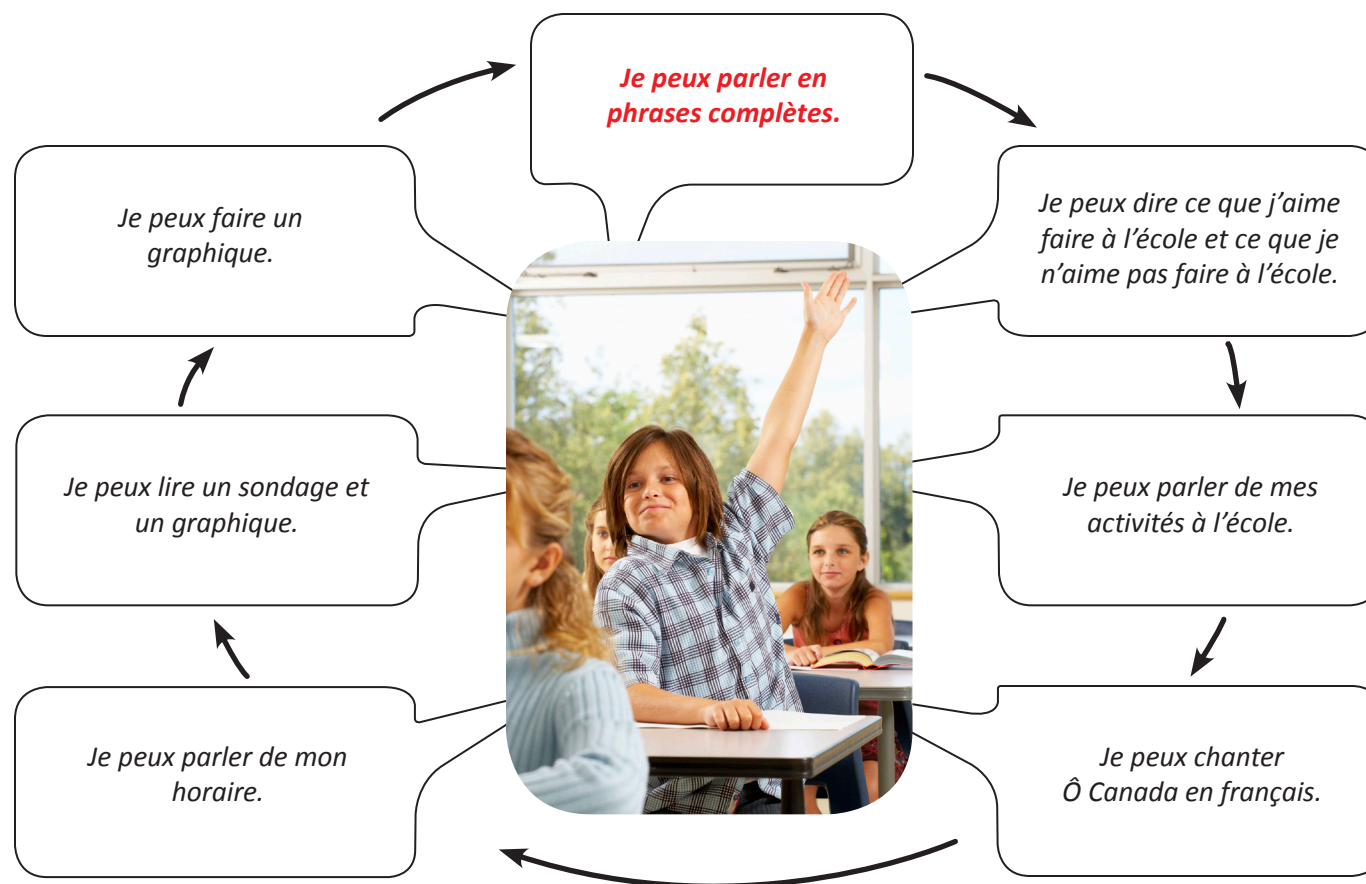 Je peux parler en
phrases complètes.
Je peux dire ce que j’aime
faire à l’école et ce que je
n’aime pas faire à l’école.
Je peux parler de mes
activités à l’école.
Je peux chanter
Ô Canada en français.
Je peux parler de mon
horaire.
Je peux lire un sondage et
un graphique.
Je peux faire un
graphique.